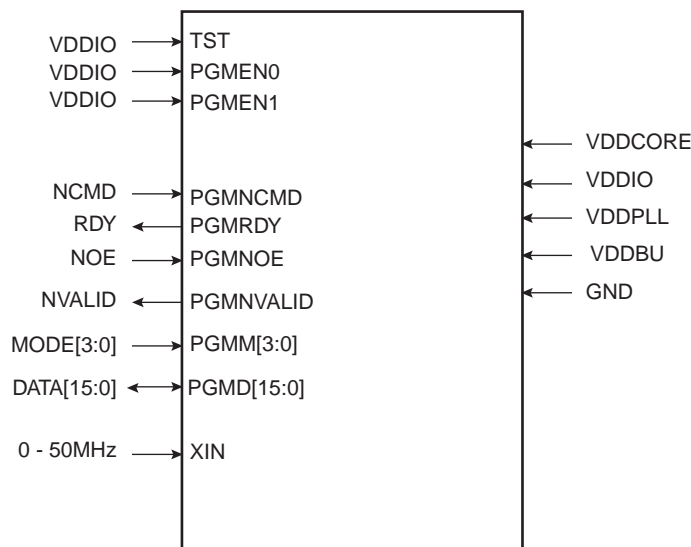 VDDIO TST
VDDIO PGMEN0
VDDIO PGMEN1
VDDCORE
VDDIO
NCMD PGMNCMD
VDDPLL
RDY PGMRDY
VDDBU
NOE PGMNOE
GND
NVALID PGMNVALID
MODE[3:0] PGMM[3:0]
DATA[15:0] PGMD[15:0]
0 - 50MHz XIN